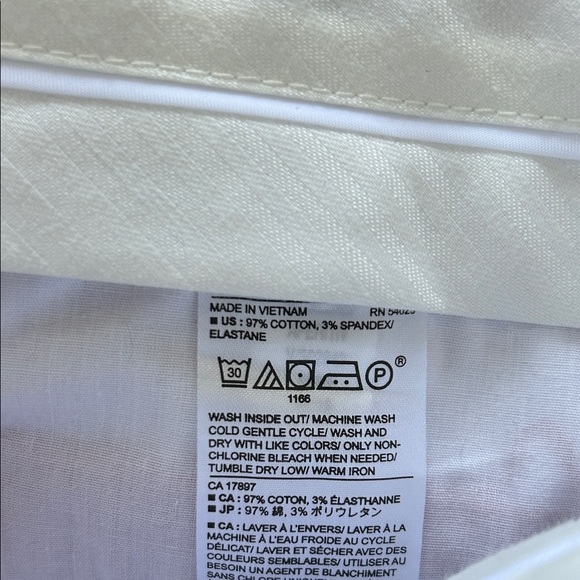 MADE IN VIETNAM RN 54023
■ US : 97% COTTON, 3% SPANDEX/
ELASTANE
30 P ®
1166
WASH INSIDE OUT/ MACHINE WASH
COLD GENTLE CYCLE/ WASH AND
DRY WITH LIKE COLORS/ ONLY NON-
CHLORINE BLEACH WHEN NEEDED/
TUMBLE DRY LOW/ WARM IRON
CA 17897
■ CA : 97% COTON, 3% ÉLASTHANNE
■ JP : 97% 綿, 3% ポリウレタン
■ CA : LAVER À L'ENVERS/ LAVER À LA
MACHINE À L'EAU FROIDE AU CYCLE
DÉLICAT/ LAVER ET SÉCHER AVEC DES
COULEURS SEMBLABLES/ UTILISER AU
BESOIN UN AGENT DE BLANCHIMENT
SANS CHLORE